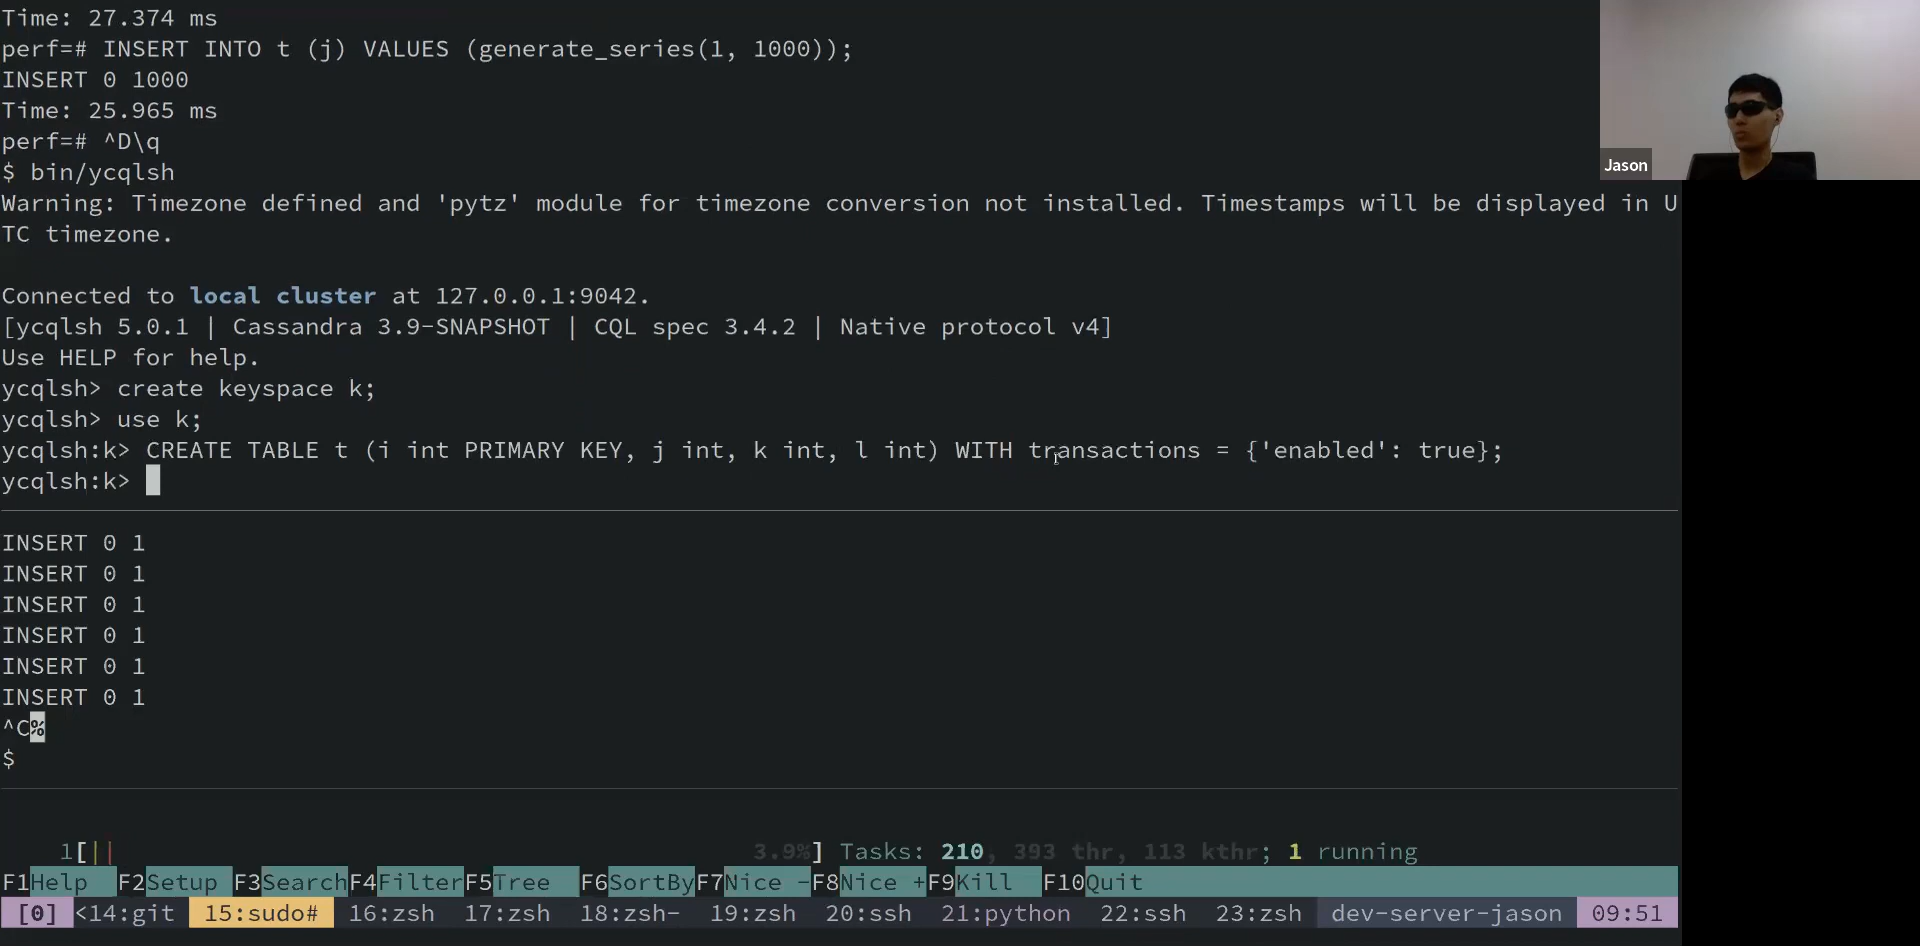 Time: 27.374 ms
perf=# INSERT INTO t (j) VALUES (generate_series(1, 1000));
INSERT 0 1000
Time: 25.965 ms
perf=# ^D\q
$ bin/ycqlsh
Warning: Timezone defined and 'pytz' module for timezone conversion not installed. Timestamps will be displayed in U
TC timezone.
Connected to local cluster at 127.0.0.1:9042.
[ycqlsh 5.0.1 | Cassandra 3.9-SNAPSHOT | CQL spec 3.4.2 | Native protocol v4]
Use HELP for help.
ycqlsh> create keyspace k;
ycqlsh> use k;
ycqlsh:k> CREATE TABLE t (i int PRIMARY KEY, j int, k int, l int) WITH transactions = {'enabled': true};
ycqlsh:k>
INSERT 0 1
INSERT 0 1
INSERT 0 1
INSERT 0 1
INSERT 0 1
INSERT 0 1
^C%
$
1[|| 3.9%] Tasks: 210, 393 thr, 113 kthr; 1 running
F1Help F2Setup F3SearchF4FilterF5Tree F6SortByF7Nice -F8Nice +F9Kill F10Quit
[0] <14:git 15:sudo# 16:zsh 17:zsh 18:zsh- 19:zsh 20:ssh 21:python 22:ssh 23:zsh dev-server-jason 09:51
Jason